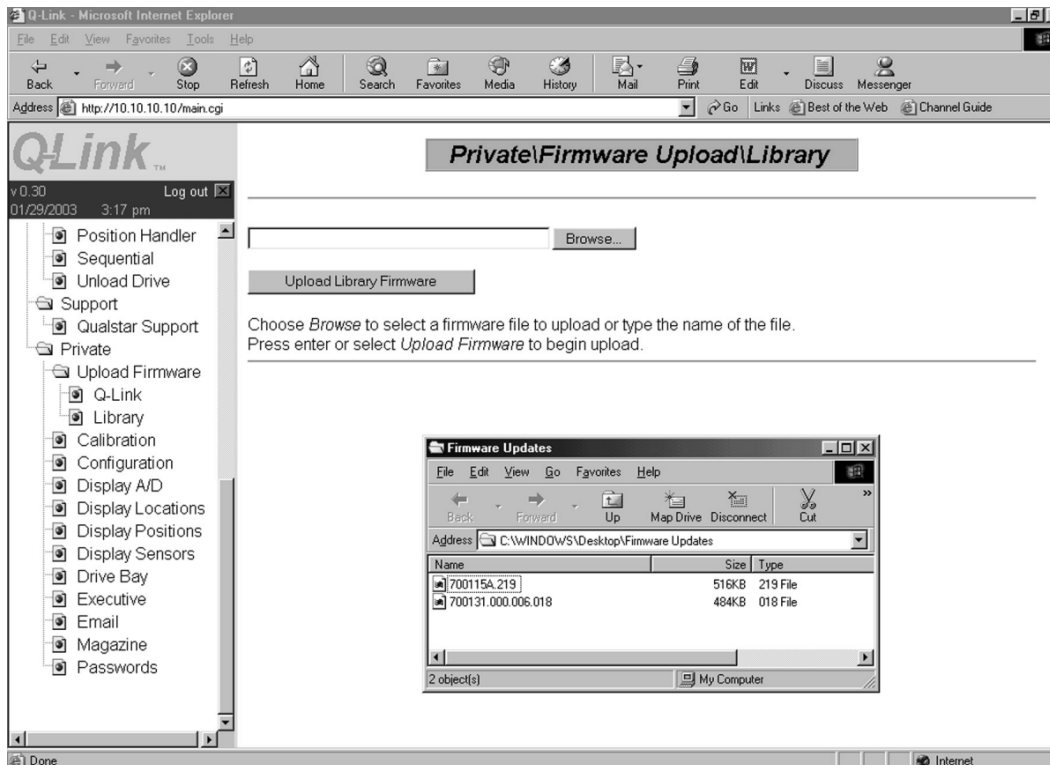 Q-Link - Microsoft Internet Explorer
File Edit View Favorites Tools Help
Back Forward Stop Refresh Home Search Favorites Media History Mail Print Edit Discuss Messenger
Address http://10.10.10.10/main.cgi Go Links Best of the Web Channel Guide
Q-Link TM
v 0.30 Log out
01/29/2003 3:17 pm
Position Handler
Sequential
Unload Drive
Support
Qualstar Support
Private
Upload Firmware
Q-Link
Library
Calibration
Configuration
Display A/D
Display Locations
Display Positions
Display Sensors
Drive Bay
Executive
Email
Magazine
Passwords
Private\Firmware Upload\Library
Browse...
Upload Library Firmware
Choose Browse to select a firmware file to upload or type the name of the file.
Press enter or select Upload Firmware to begin upload.
Firmware Updates
File Edit View Go Favorites Help
Back Forward Up Map Drive Disconnect Cut »
Address C:\WINDOWS\Desktop\Firmware Updates
Name Size Type
700115A.219 516KB 219 File
700131.000.006.018 484KB 018 File
2 object(s) My Computer
Done Internet